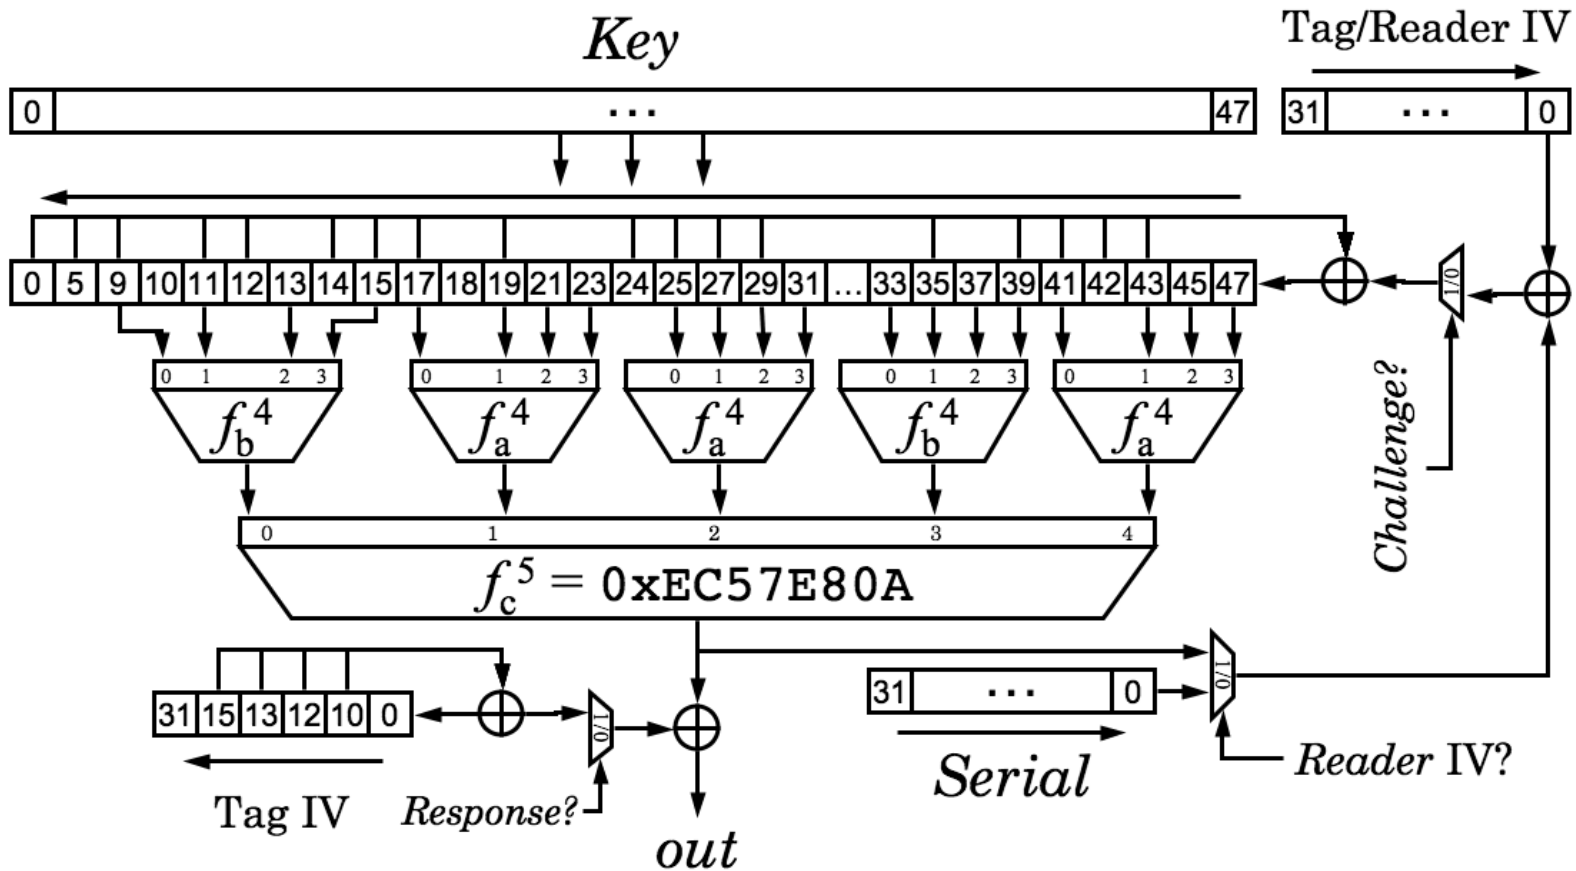 Key
Tag/Reader IV
0 ... 47
31 ... 0
0 5 9 10 11 12 13 14 15 17 18 19 21 23 24 25 27 29 31 ... 33 35 37 39 41 42 43 45 47
1/0
Challenge?
0 1 2 3
0 1 2 3
0 1 2 3
0 1 2 3
0 1 2 3
f_b^4
f_a^4
f_a^4
f_b^4
f_a^4
0 1 2 3 4
f_c^5 = 0xEC57E80A
31 15 13 12 10 0
1/0
31 ... 0
1/0
Tag IV
Response?
Serial
Reader IV?
out